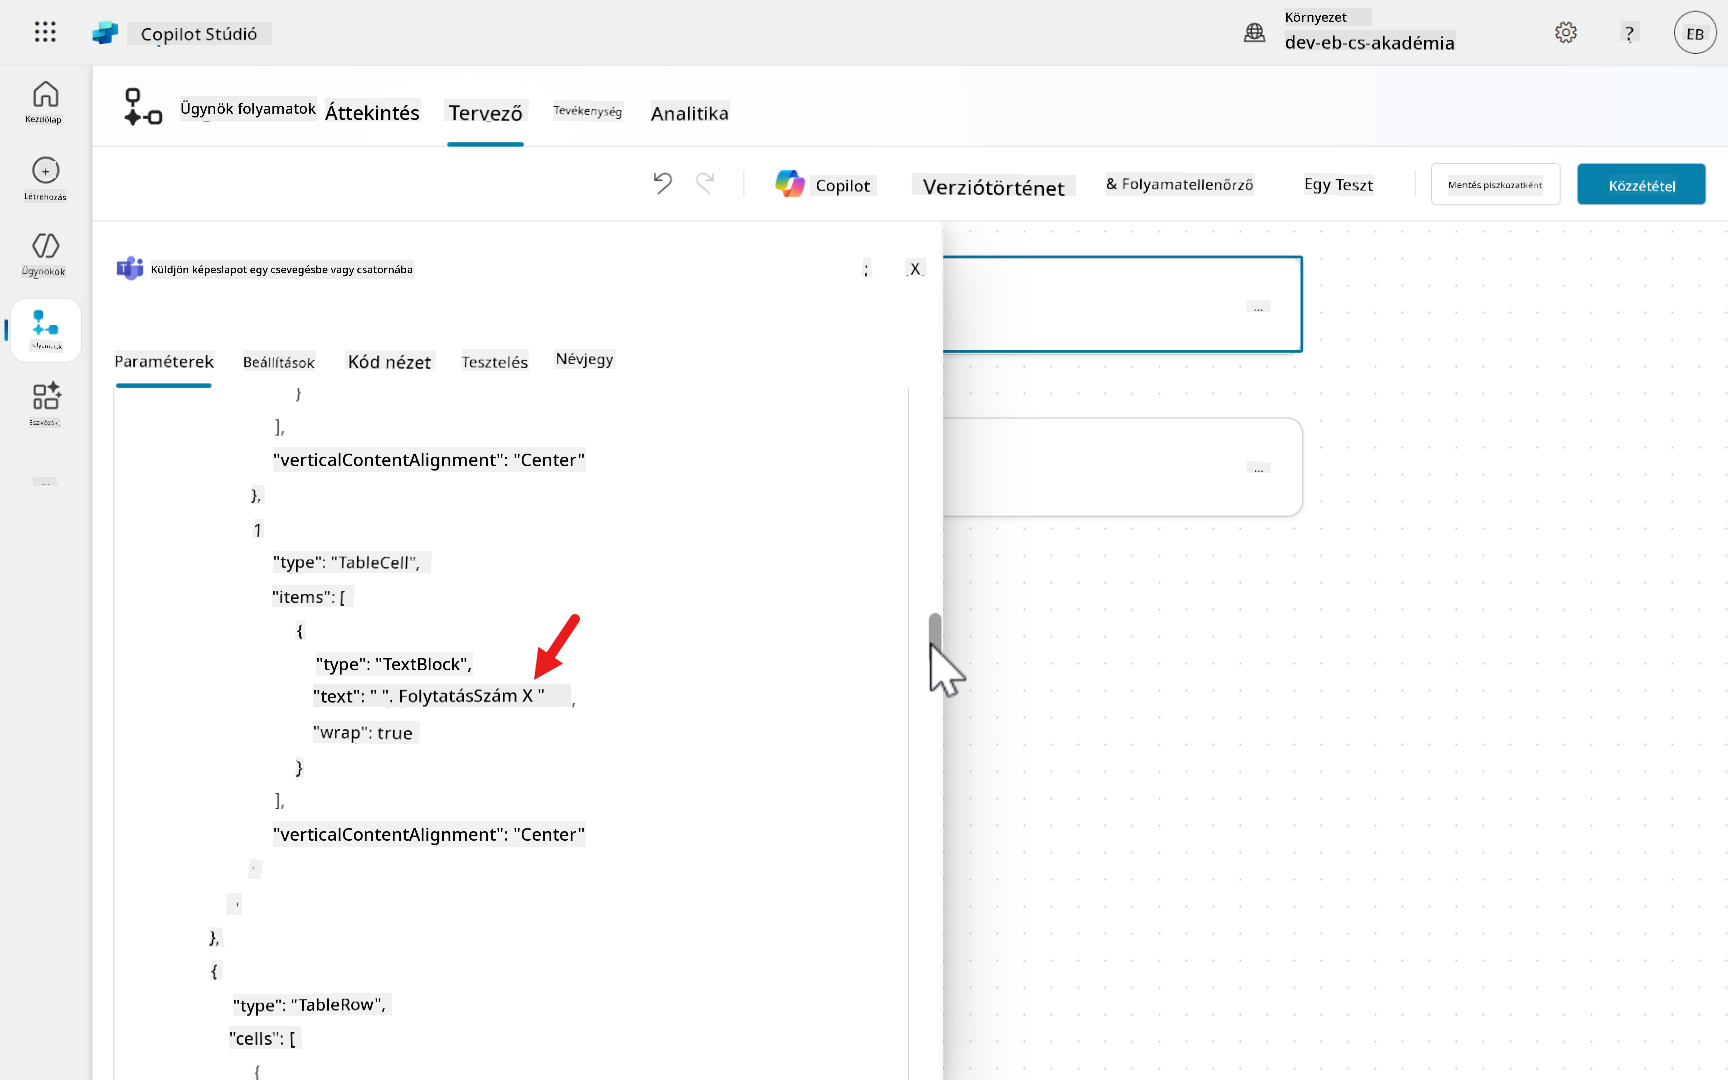 Copilot Stúdió
Környezet
dev-eb-cs-akadémia
?
EB
Kezdőlap
Létrehozás
Ügynökök
Ügynök folyamatok
Áttekintés
Tervező
Tevékenység
Analitika
Copilot
Verziótörténet
& Folyamatellenőrző
Egy Teszt
Mentés piszkozatként
Közzététel
Küldjön képeslapot egy csevegésbe vagy csatornába
:
X
Paraméterek
Beállítások
Kód nézet
Tesztelés
Névjegy
}
],
"verticalContentAlignment": "Center"
},
1
"type": "TableCell",
"items": [
{
"type": "TextBlock",
"text": " ". FolytatásSzám X " ,
"wrap": true
}
],
"verticalContentAlignment": "Center"
},
{
"type": "TableRow",
"cells": [
{
...
...